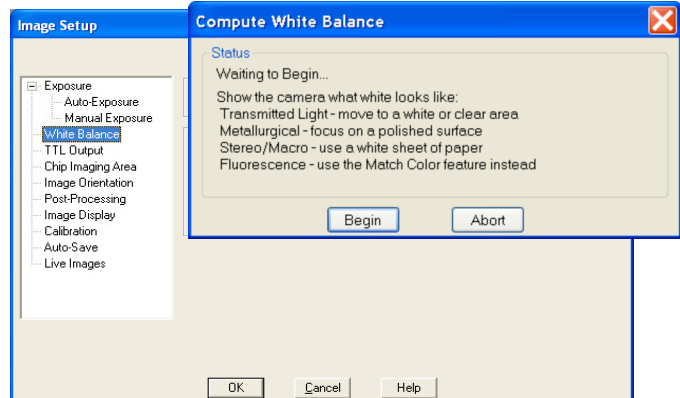 Image Setup
Exposure
Auto-Exposure
Manual Exposure
White Balance
TTL Output
Chip Imaging Area
Image Orientation
Post-Processing
Image Display
Calibration
Auto-Save
Live Images
OK Cancel Help
Compute White Balance
Status
Waiting to Begin...
Show the camera what white looks like:
Transmitted Light - move to a white or clear area
Metallurgical - focus on a polished surface
Stereo/Macro - use a white sheet of paper
Fluorescence - use the Match Color feature instead
Begin Abort